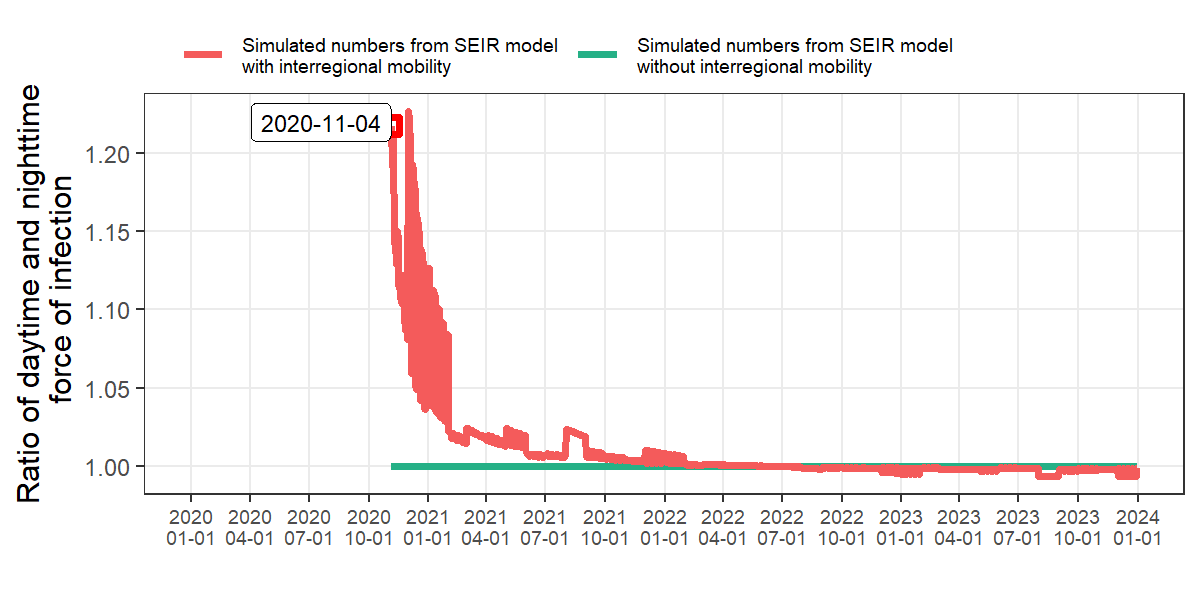 Simulated numbers from SEIR model
with interregional mobility
Simulated numbers from SEIR model
without interregional mobility
Ratio of daytime and nighttime
force of infection
2020-11-04
1.20
1.15
1.10
1.05
1.00
2020 2020 2020 2020 2021 2021 2021 2021 2022 2022 2022 2022 2023 2023 2023 2023 2024
01-01 04-01 07-01 10-01 01-01 04-01 07-01 10-01 01-01 04-01 07-01 10-01 01-01 04-01 07-01 10-01 01-01